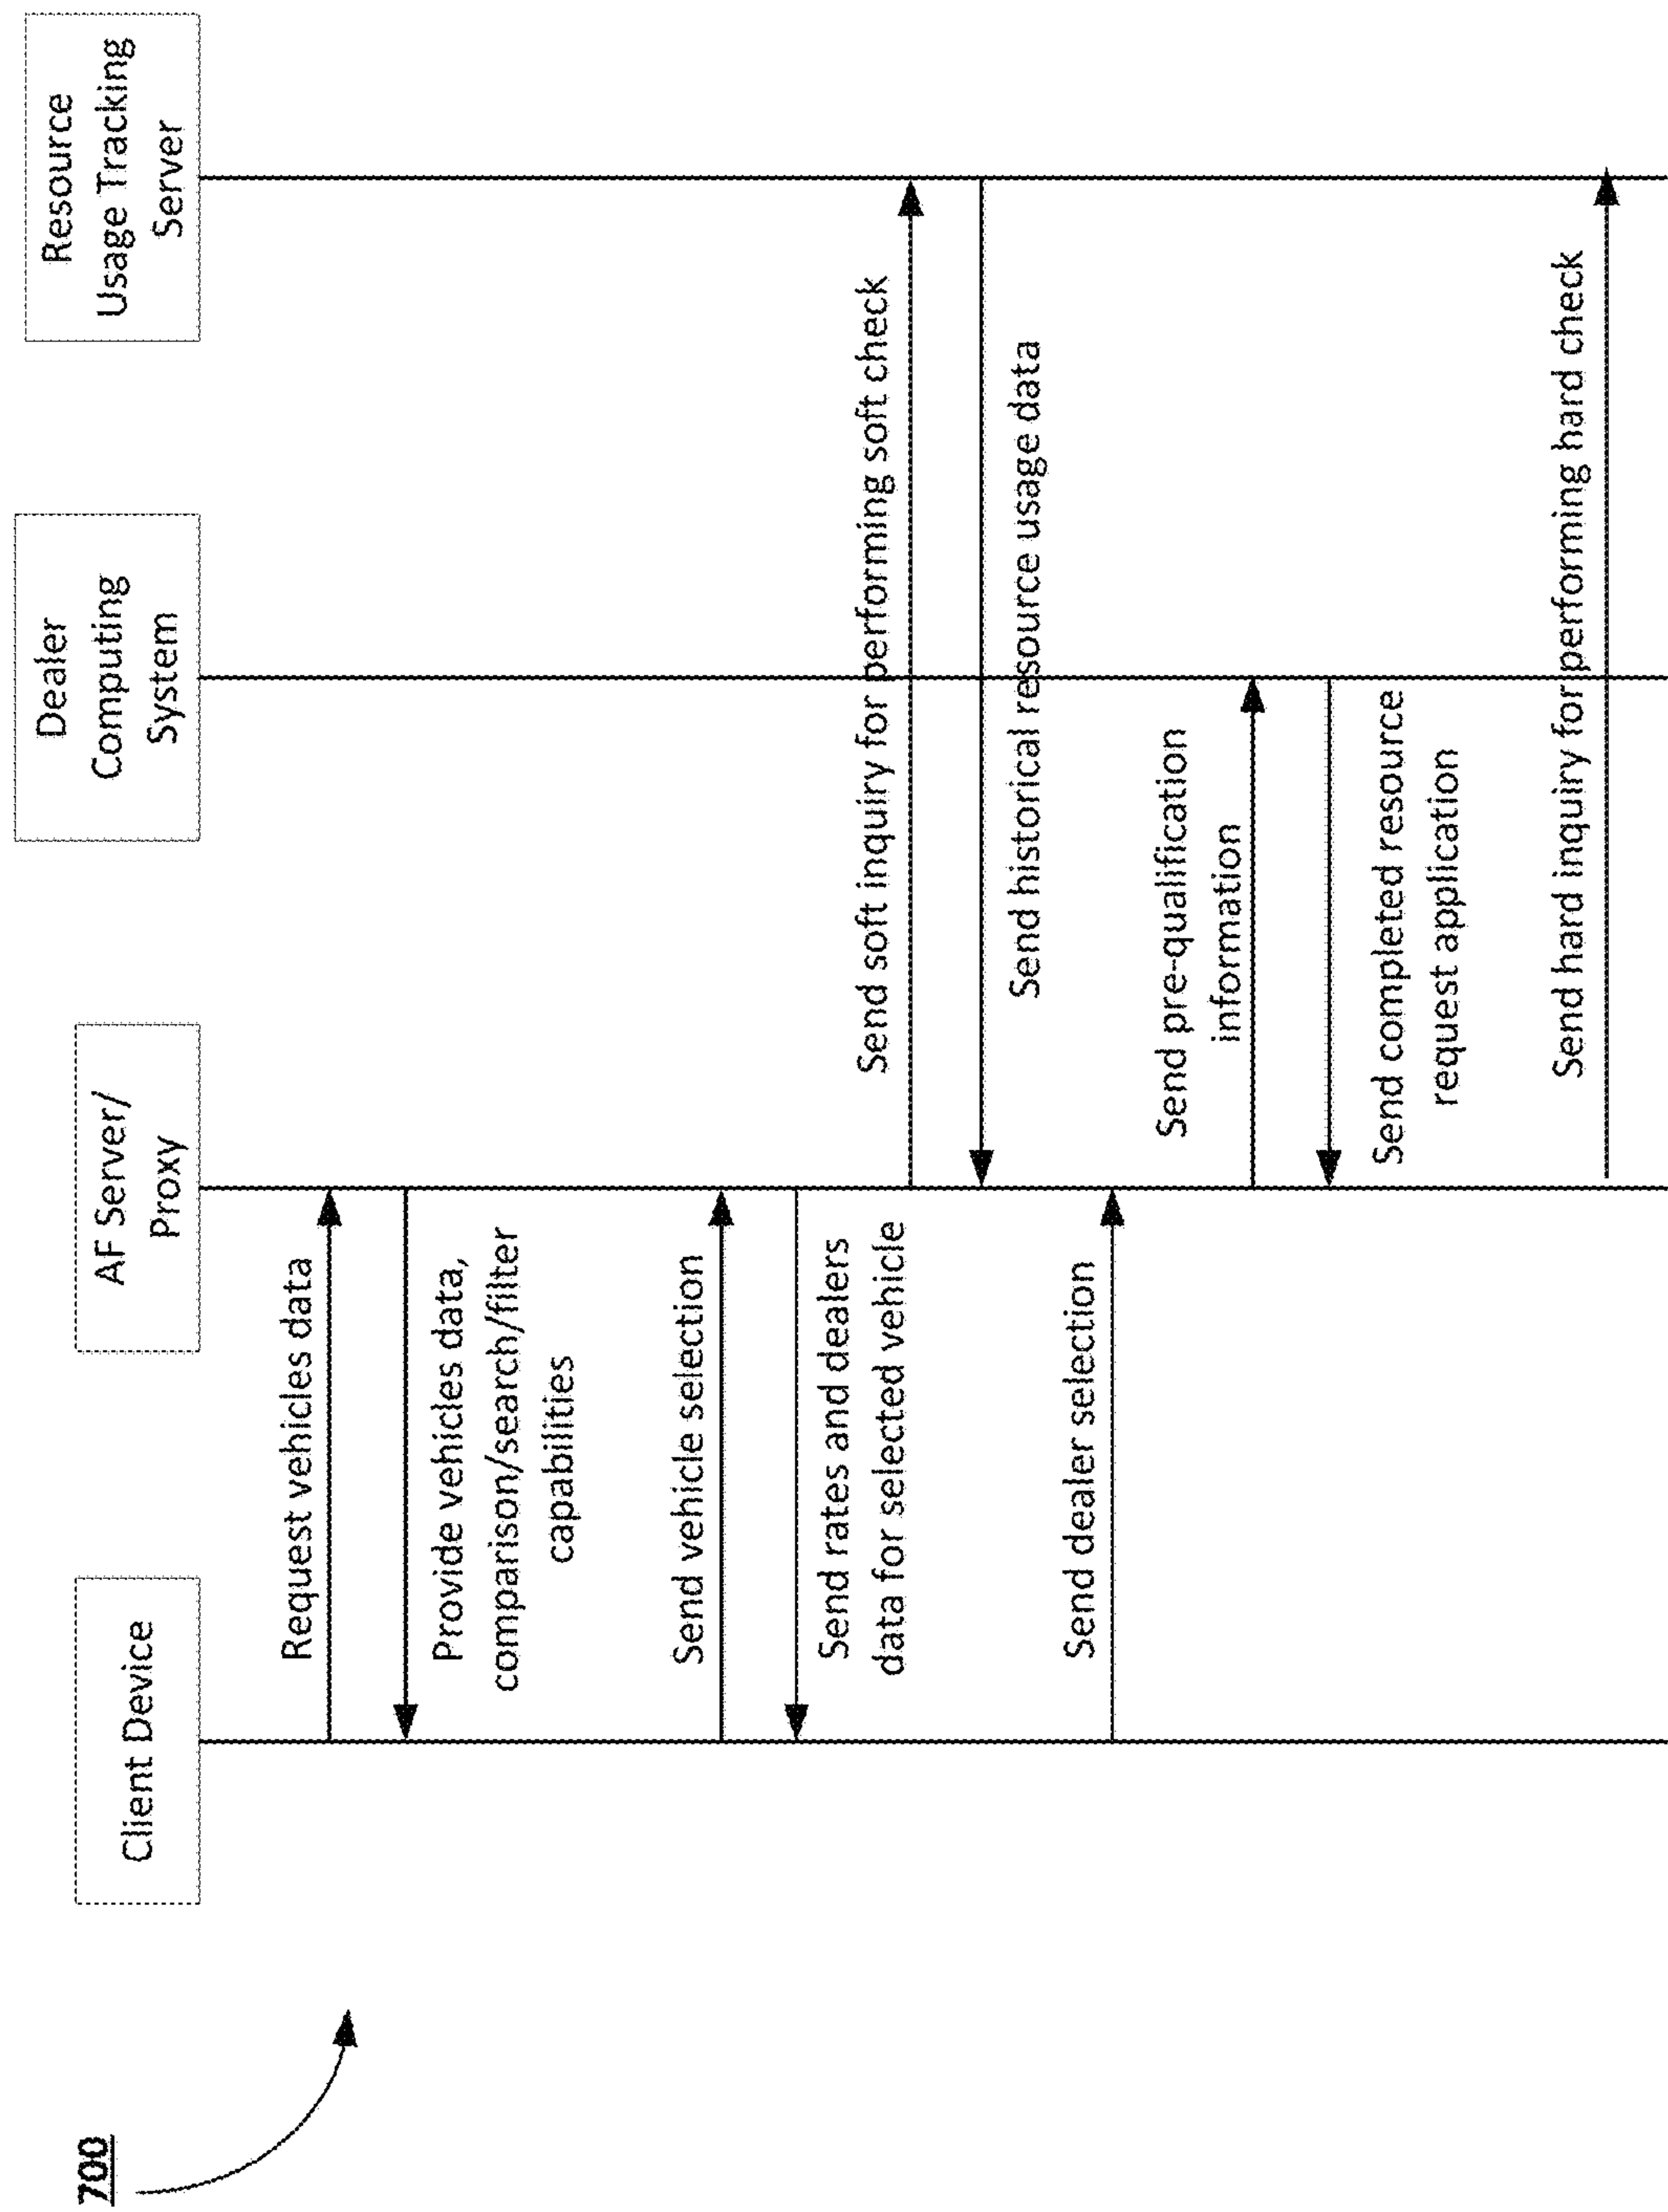 700
Client Device
AF Server/
Proxy
Dealer
Computing
System
Resource
Usage Tracking
Server
Request vehicles data
Provide vehicles data,
comparison/search/filter
capabilities
Send vehicle selection
Send rates and dealers
data for selected vehicle
Send soft inquiry for performing soft check
Send historical resource usage data
Send dealer selection
Send pre-qualification
information
Send completed resource
request application
Send hard inquiry for performing hard check